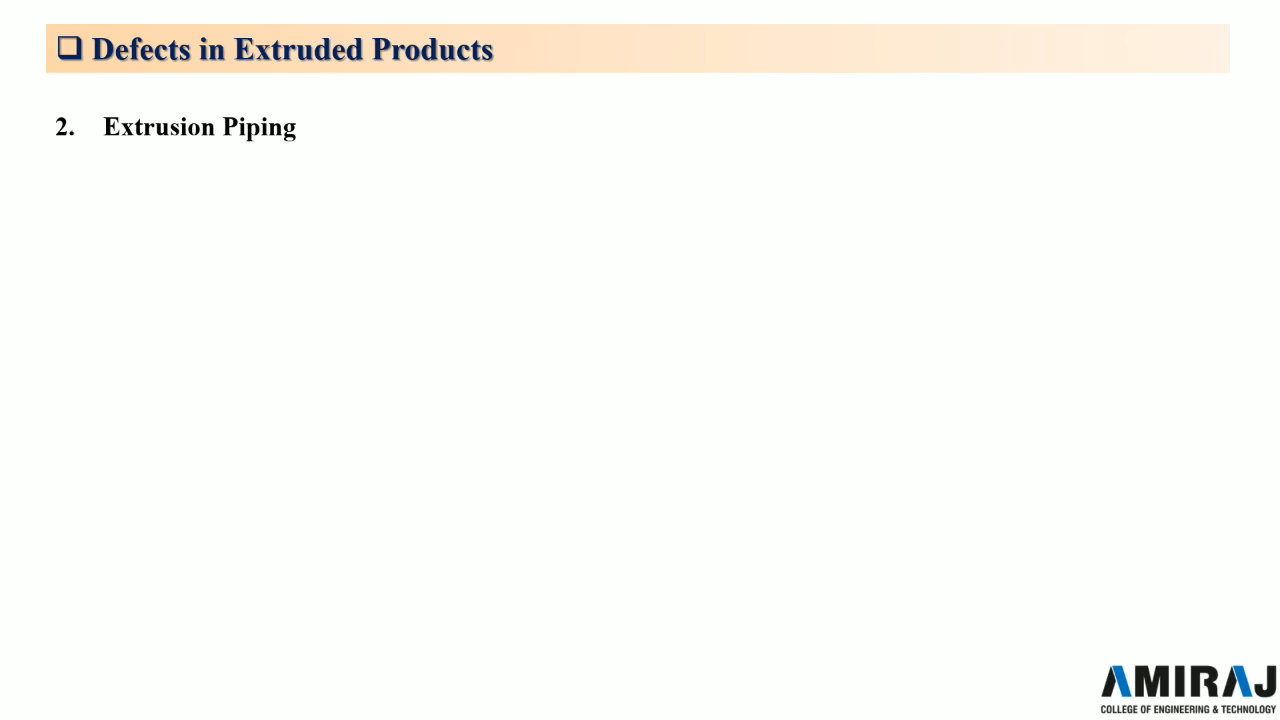 ❑ Defects in Extruded Products
2. Extrusion Piping
AMIRAJ
COLLEGE OF ENGINEERING & TECHNOLOGY